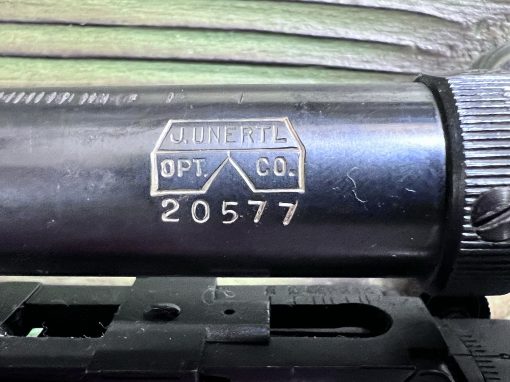 J. UNERTL
OPT. CO.
20577